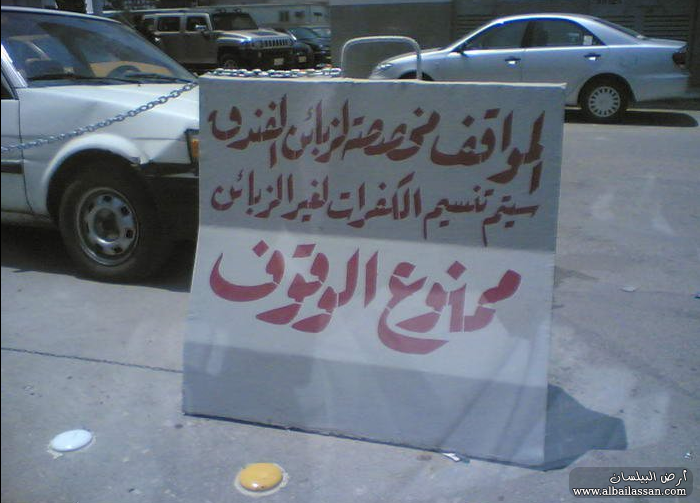 المواقف مخصصة لزبائن الفندق
سيتم تنسيم الكفرات لغير الزبائن
ممنوع الوقوف
أرض البيلسان
www.albailassan.com